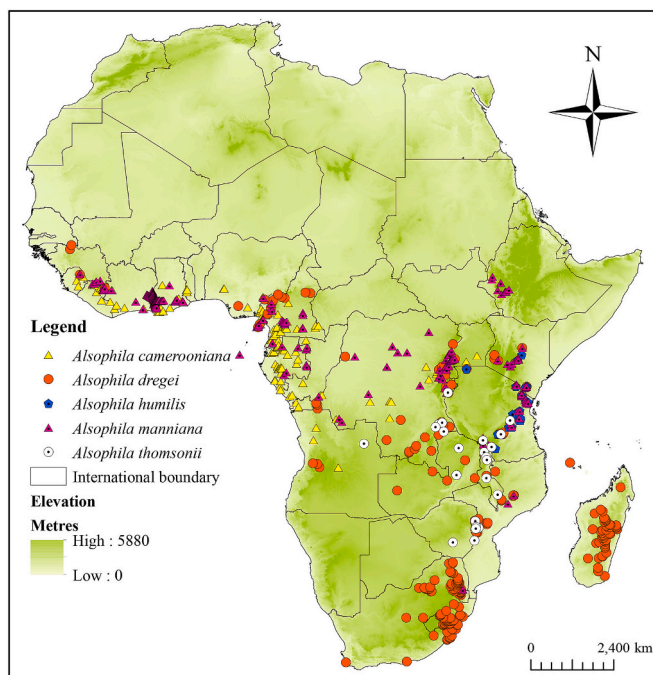 N
Legend
Alsophila camerooniana
Alsophila dregei
Alsophila humilis
Alsophila manniana
Alsophila thomsonii
International boundary
Elevation
Metres
High : 5880
Low : 0
0 2,400 km